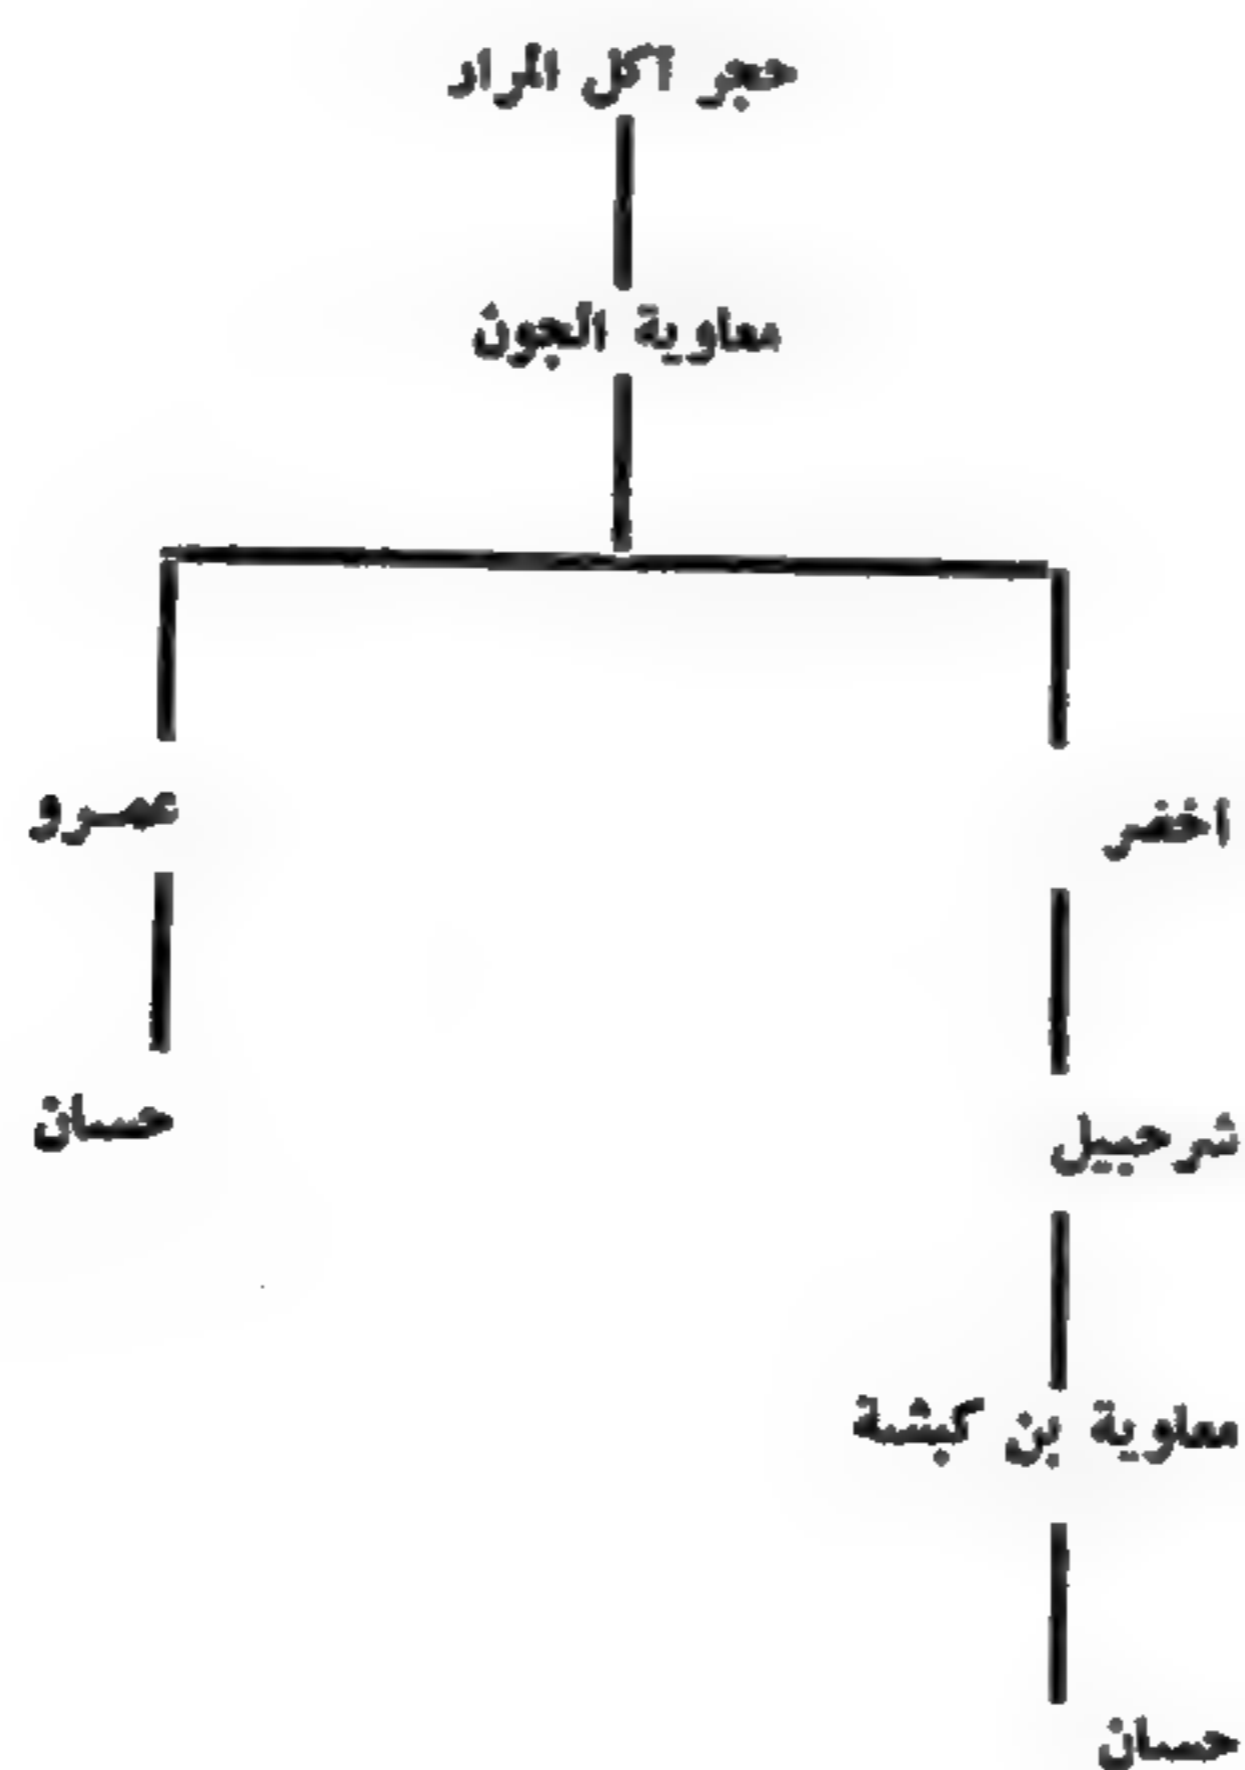 حجر آكل المرار
معاوية الجون
اخضر
عمرو
شرحبيل
حسان
معاوية بن كبشة
حسان